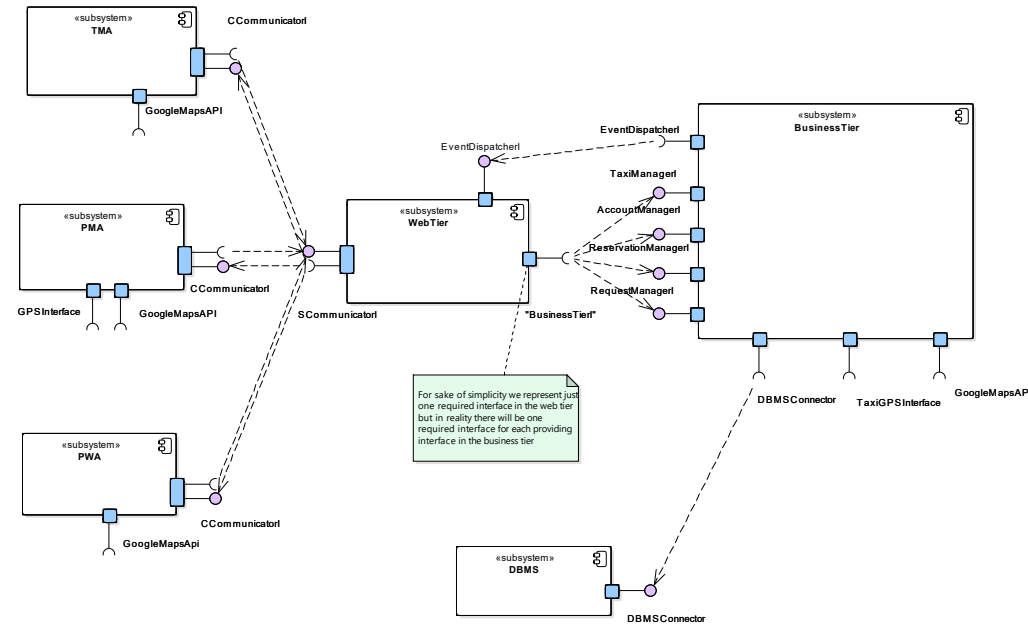 «subsystem»
TMA
CCommunicatorI
GoogleMapsAPI
«subsystem»
BusinessTier
EventDispatcherI
EventDispatcherI
TaxiManagerI
AccountManagerI
ReservationManagerI
RequestManagerI
«subsystem»
PMA
«subsystem»
WebTier
CCommunicatorI
GPSInterface
GoogleMapsAPI
SCommunicatorI
"BusinessTierI"
For sake of simplicity we represent just
one required interface in the web tier
but in reality there will be one
required interface for each providing
interface in the business tier
DBMSConnector
TaxiGPSInterface
GoogleMapsAP
«subsystem»
PWA
CCommunicatorI
GoogleMapsApi
«subsystem»
DBMS
DBMSConnector